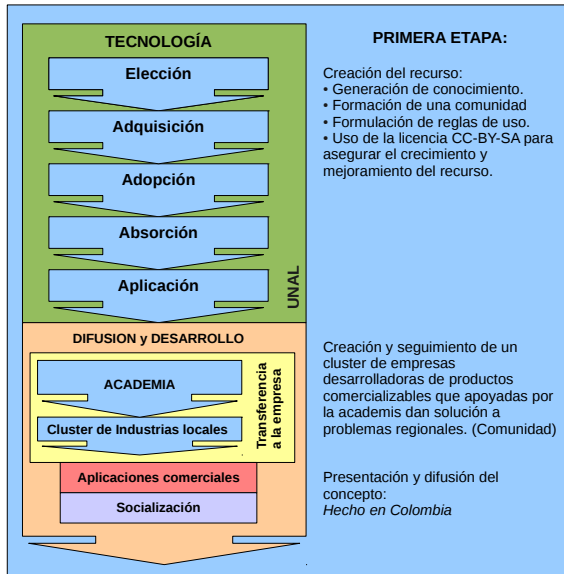 TECNOLOGÍA
Elección
Adquisición
Adopción
Absorción
Aplicación
UNAL
DIFUSION y DESARROLLO
ACADEMIA
Cluster de Industrias locales
Transferencia
a la empresa
Aplicaciones comerciales
Socialización
PRIMERA ETAPA:
Creación del recurso:
• Generación de conocimiento.
• Formación de una comunidad
• Formulación de reglas de uso.
• Uso de la licencia CC-BY-SA para
asegurar el crecimiento y
mejoramiento del recurso.
Creación y seguimiento de un
cluster de empresas
desarrolladoras de productos
comercializables que apoyadas por
la academis dan solución a
problemas regionales. (Comunidad)
Presentación y difusión del
concepto:
Hecho en Colombia